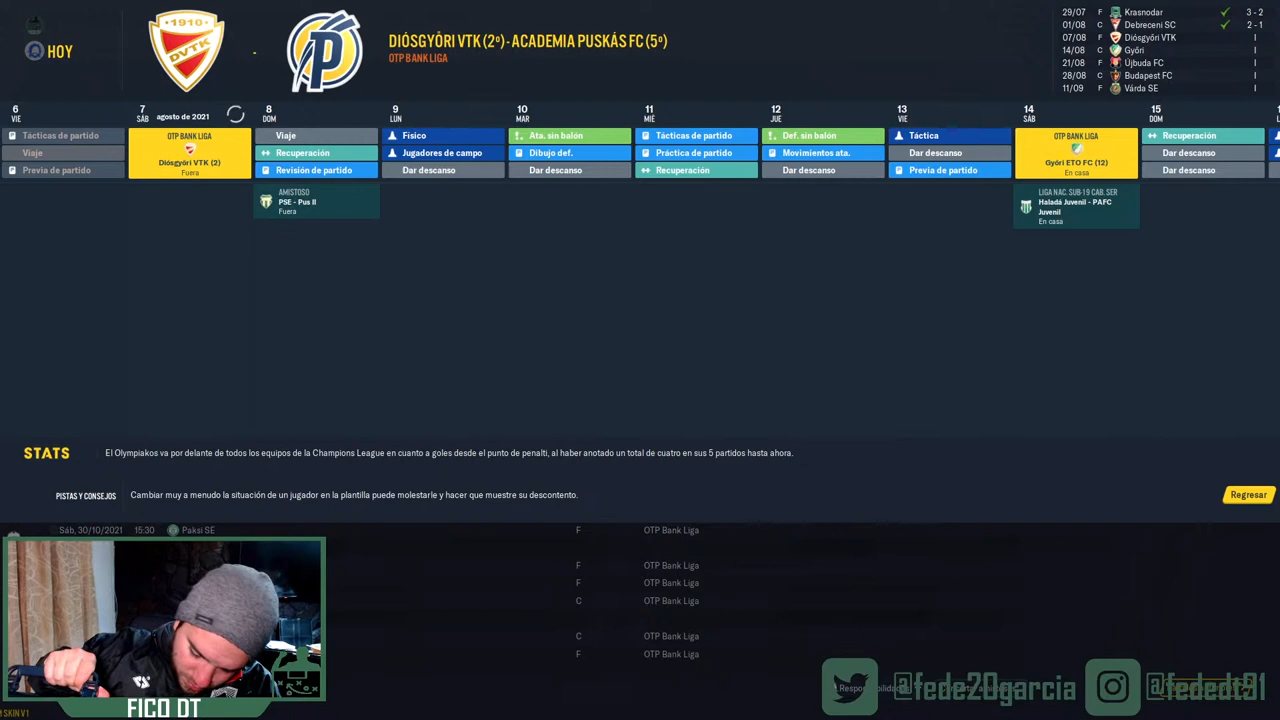 HOY
1910
DVTK
DIÓSGYŐRI VTK (2º) - ACADEMIA PUSKÁS FC (5º)
OTP BANK LIGA
29/07 F Krasnodar 3 - 2
01/08 C Debreceni SC 2 - 1
07/08 F Diósgyőri VTK
14/08 C Győri
21/08 F Újbuda FC
28/08 C Budapest FC
11/09 F Várda SE
6 VIE
7 SÁB agosto de 2021
8 DOM
9 LUN
10 MAR
11 MIÉ
12 JUE
13 VIE
14 SÁB
15 DOM
Tácticas de partido
Viaje
Previa de partido
OTP BANK LIGA
Diósgyőri VTK (2)
Fuera
Viaje
Recuperación
Revisión de partido
AMISTOSO
PSE - Pus II
Fuera
Físico
Jugadores de campo
Dar descanso
Ata. sin balón
Dibujo def.
Dar descanso
Tácticas de partido
Práctica de partido
Recuperación
Def. sin balón
Movimientos ata.
Dar descanso
Táctica
Dar descanso
Previa de partido
OTP BANK LIGA
Győri ETO FC (12)
En casa
LIGA NAC. SUB-19 CAB. SER
Haladá Juvenil - PAFC
Juvenil
En casa
Recuperación
Dar descanso
Dar descanso
STATS
El Olympiakos va por delante de todos los equipos de la Champions League en cuanto a goles desde el punto de penalti, al haber anotado un total de cuatro en sus 5 partidos hasta ahora.
PISTAS Y CONSEJOS
Cambiar muy a menudo la situación de un jugador en la plantilla puede molestarle y hacer que muestre su descontento.
Regresar
Sáb, 30/10/2021 15:30 Paksi SE F OTP Bank Liga
F OTP Bank Liga
F OTP Bank Liga
C OTP Bank Liga
C OTP Bank Liga
F OTP Bank Liga
@fede20garcia
@fededt91
FICO DT
M SKIN V1